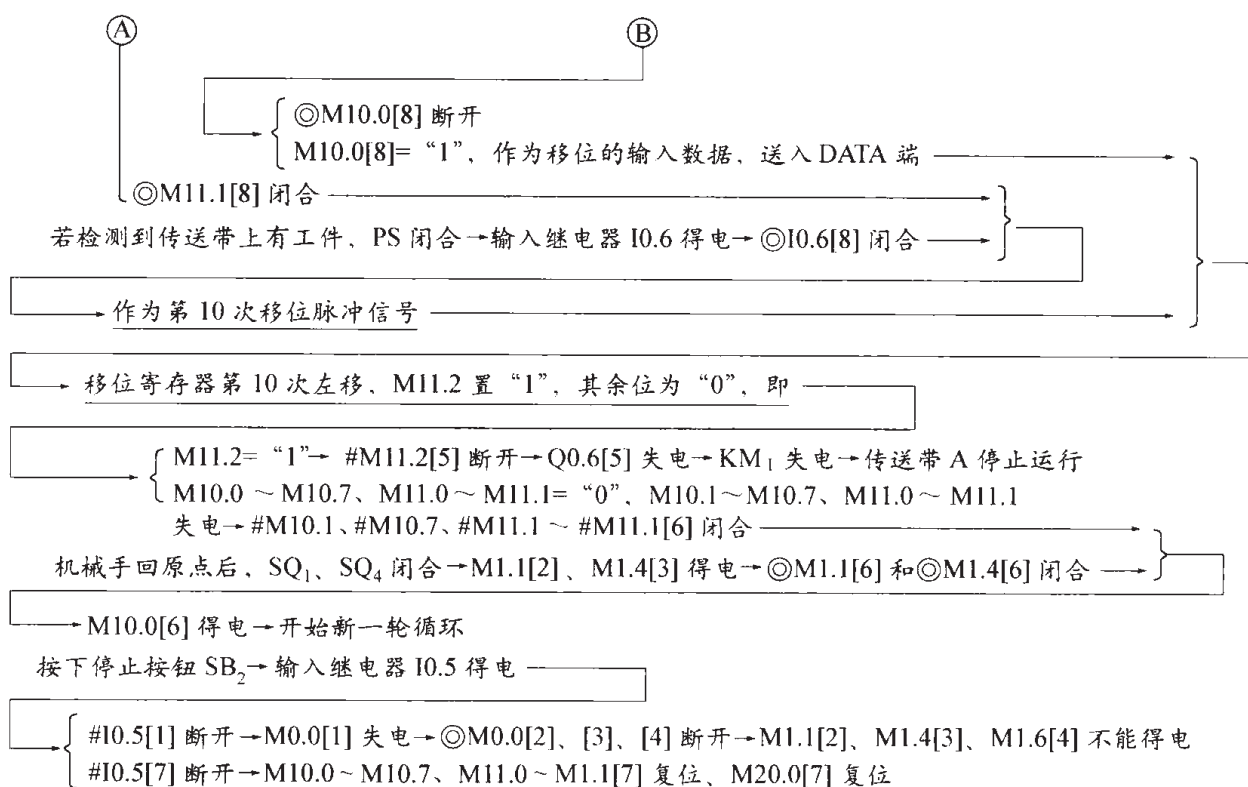 Ⓐ Ⓑ
◎M10.0[8] 断开
M10.0[8]= “1”, 作为移位的输入数据, 送入 DATA 端
◎M11.1[8] 闭合
若检测到传送带上有工件、PS 闭合→输入继电器 I0.6 得电→◎I0.6[8] 闭合
作为第 10 次移位脉冲信号
移位寄存器第 10 次左移, M11.2 置 “1”, 其余位为 “0”, 即
M11.2= “1”→ #M11.2[5] 断开→Q0.6[5] 失电→KM₁ 失电→传送带 A 停止运行
M10.0～M10.7、M11.0～M11.1= “0”, M10.1～M10.7、M11.0～M11.1
失电→#M10.1、#M10.7、#M11.1～#M11.1[6] 闭合
机械手回原点后, SQ₁、SQ₄ 闭合→M1.1[2]、M1.4[3] 得电→◎M1.1[6] 和◎M1.4[6] 闭合
M10.0[6] 得电→开始新一轮循环
按下停止按钮 SB₂→输入继电器 I0.5 得电
#I0.5[1] 断开→M0.0[1] 失电→◎M0.0[2]、[3]、[4] 断开→M1.1[2]、M1.4[3]、M1.6[4] 不能得电
#I0.5[7] 断开→M10.0～M10.7、M11.0～M1.1[7] 复位、M20.0[7] 复位